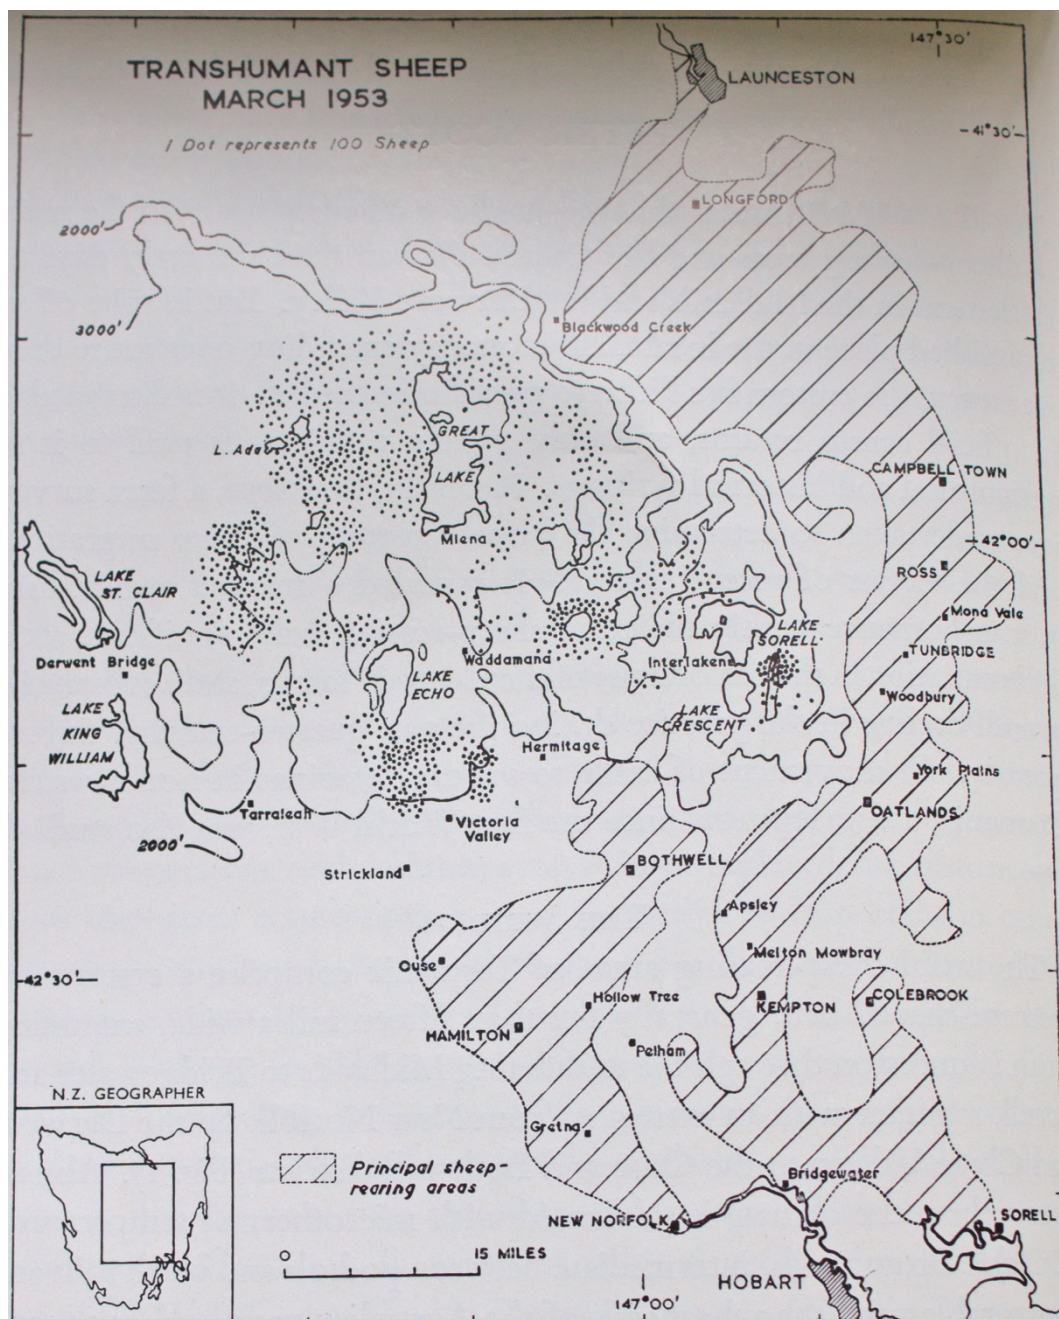 TRANSHUMANT SHEEP
MARCH 1953
1 Dot represents 100 Sheep
147°30'
LAUNCESTON
41°30'
LONGFORD
2000'
3000'
Blackwood Creek
GREAT
LAKE
L. Ada
CAMPBELL TOWN
Miena
42°00'
ROSS
LAKE
ST. CLAIR
Mona Vale
LAKE
SORELL
TUNBRIDGE
Derwent Bridge
Waddamana
Interlaken
LAKE
ECHO
Woodbury
LAKE
KING
WILLIAM
LAKE
CRESCENT
Hermitage
York Plains
Tarraleah
OATLANDS
Victoria
Valley
2000'
BOTHWELL
Strickland
Apsley
Melton Mowbray
Ouse
42°30'
Hollow Tree
KEMPTON
COLEBROOK
HAMILTON
Pelham
N.Z. GEOGRAPHER
Gretna
Principal sheep-
rearing areas
Bridgewater
NEW NORFOLK
SORELL
0
15 MILES
HOBART
147°00'